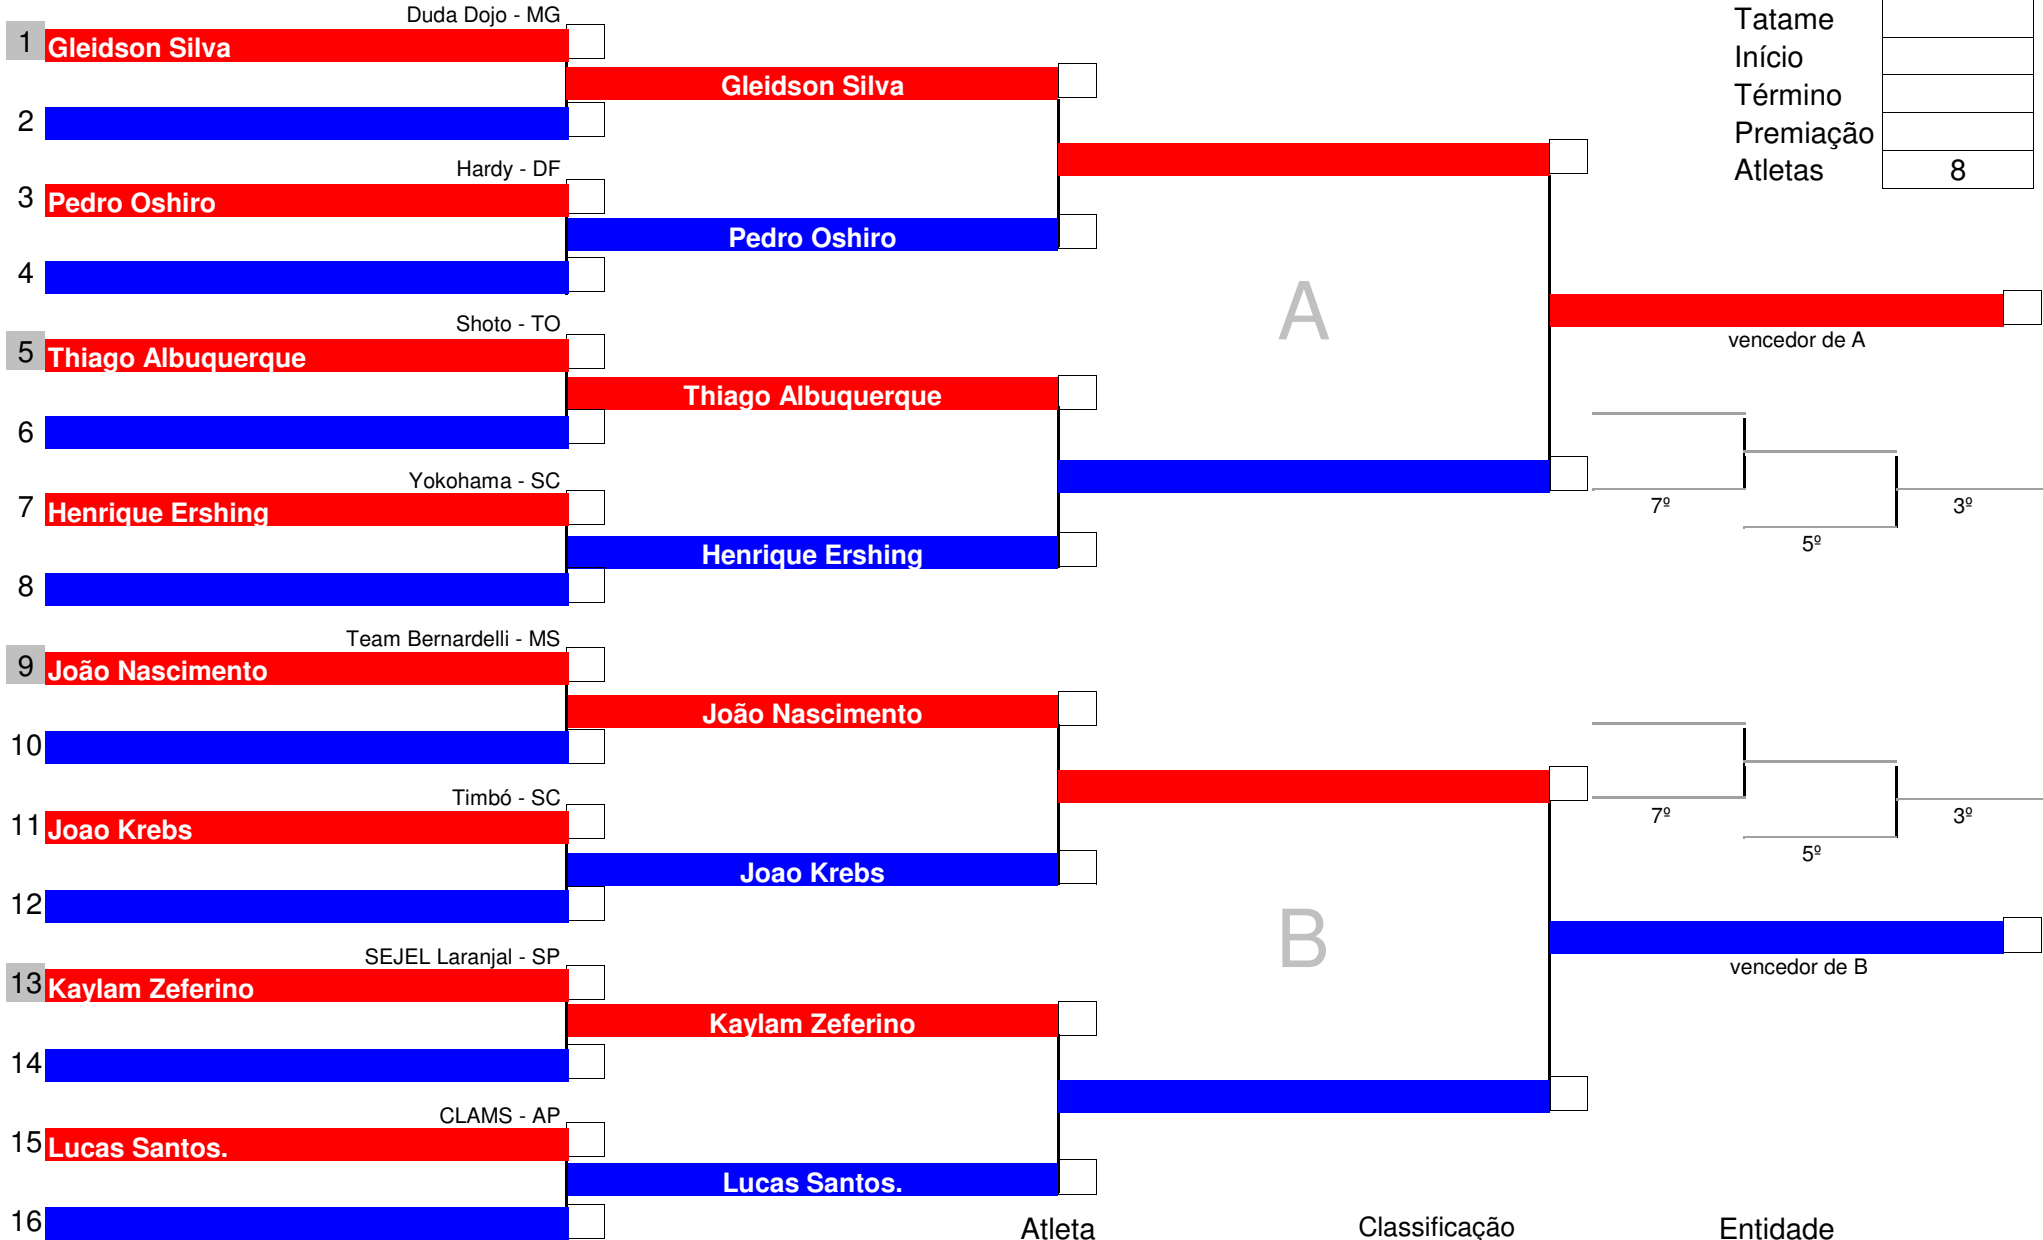 Duda Dojo - MG
1 Gleidson Silva
Gleidson Silva
2
Hardy - DF
3 Pedro Oshiro
Pedro Oshiro
4
Shoto - TO
5 Thiago Albuquerque
Thiago Albuquerque
6
Yokohama - SC
7 Henrique Ershing
Henrique Ershing
8
Team Bernardelli - MS
9 João Nascimento
João Nascimento
10
Timbó - SC
11 Joao Krebs
Joao Krebs
12
SEJEL Laranjal - SP
13 Kaylam Zeferino
Kaylam Zeferino
14
CLAMS - AP
15 Lucas Santos.
Lucas Santos.
16
A
B
Tatame
Início
Término
Premiação
Atletas 8
vencedor de A
7º
5º
3º
7º
5º
3º
vencedor de B
Atleta Classificação Entidade